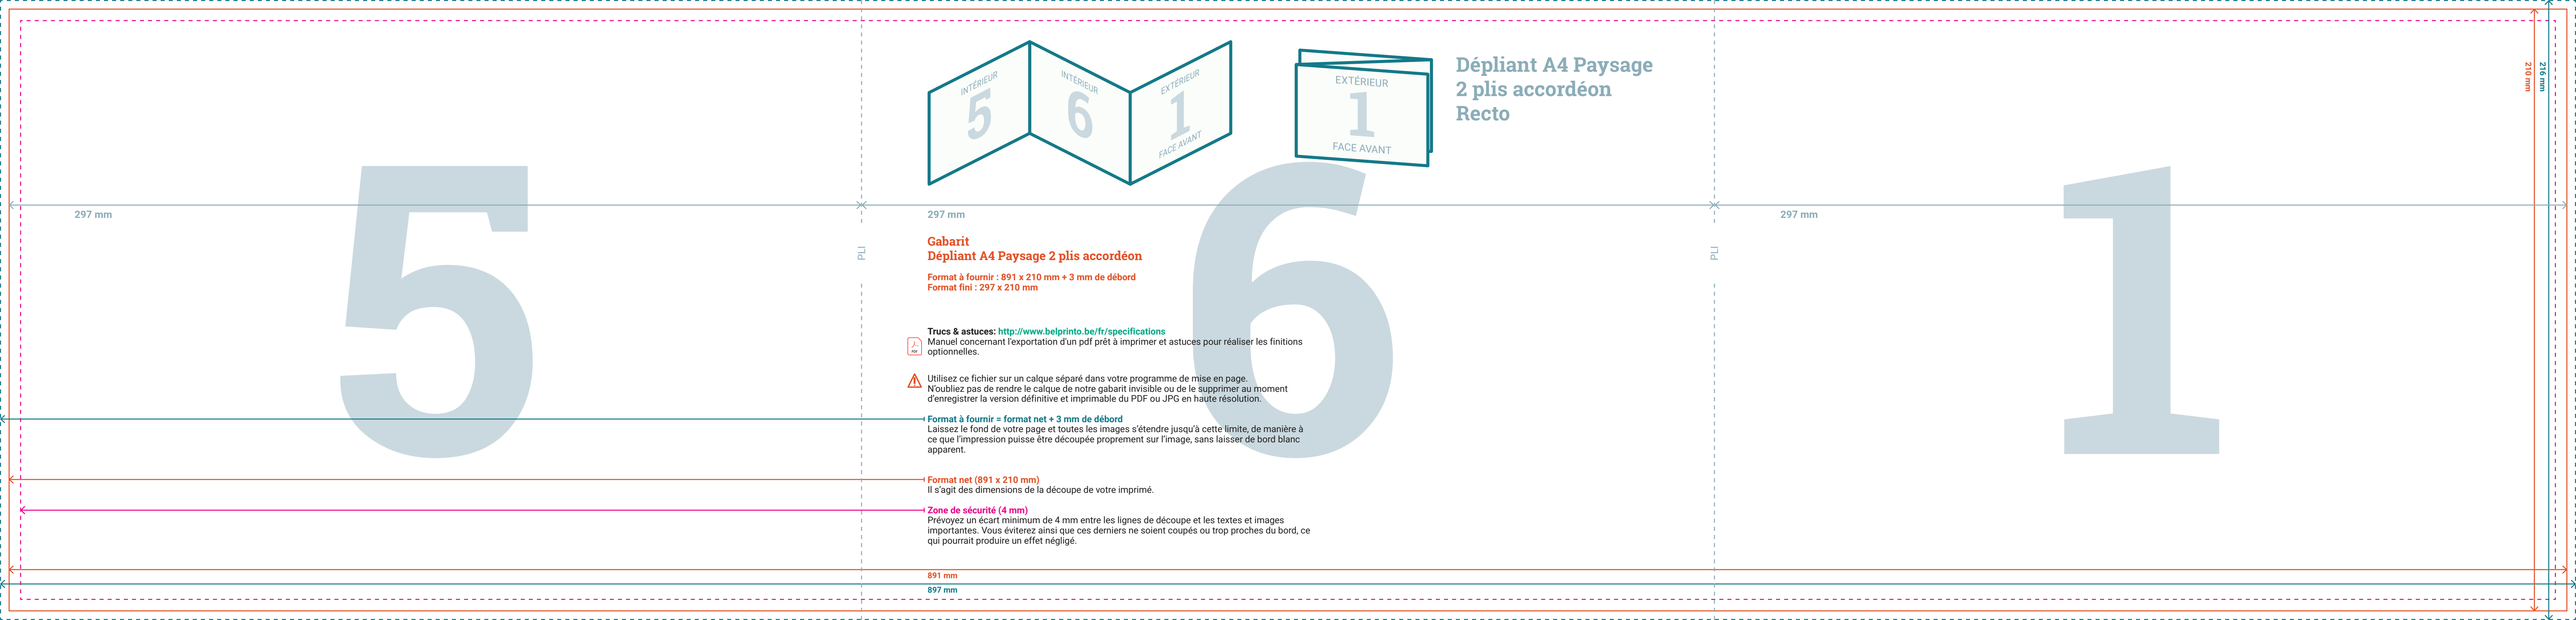 INTÉRIEUR
5
INTÉRIEUR
6
EXTÉRIEUR
1
FACE AVANT
EXTÉRIEUR
1
FACE AVANT
Dépliant A4 Paysage
2 plis accordéon
Recto
210 mm
216 mm
297 mm
297 mm
297 mm
5
6
1
PLI
PLI
Gabarit
Dépliant A4 Paysage 2 plis accordéon
Format à fournir : 891 x 210 mm + 3 mm de débord
Format fini : 297 x 210 mm
Trucs & astuces: http://www.belprinto.be/fr/specifications
PDF
Manuel concernant l'exportation d'un pdf prêt à imprimer et astuces pour réaliser les finitions
optionnelles.
Utilisez ce fichier sur un calque séparé dans votre programme de mise en page.
N'oubliez pas de rendre le calque de notre gabarit invisible ou de le supprimer au moment
d'enregistrer la version définitive et imprimable du PDF ou JPG en haute résolution.
Format à fournir = format net + 3 mm de débord
Laissez le fond de votre page et toutes les images s'étendre jusqu'à cette limite, de manière à
ce que l'impression puisse être découpée proprement sur l'image, sans laisser de bord blanc
apparent.
Format net (891 x 210 mm)
Il s'agit des dimensions de la découpe de votre imprimé.
Zone de sécurité (4 mm)
Prévoyez un écart minimum de 4 mm entre les lignes de découpe et les textes et images
importantes. Vous éviterez ainsi que ces derniers ne soient coupés ou trop proches du bord, ce
qui pourrait produire un effet négligé.
891 mm
897 mm